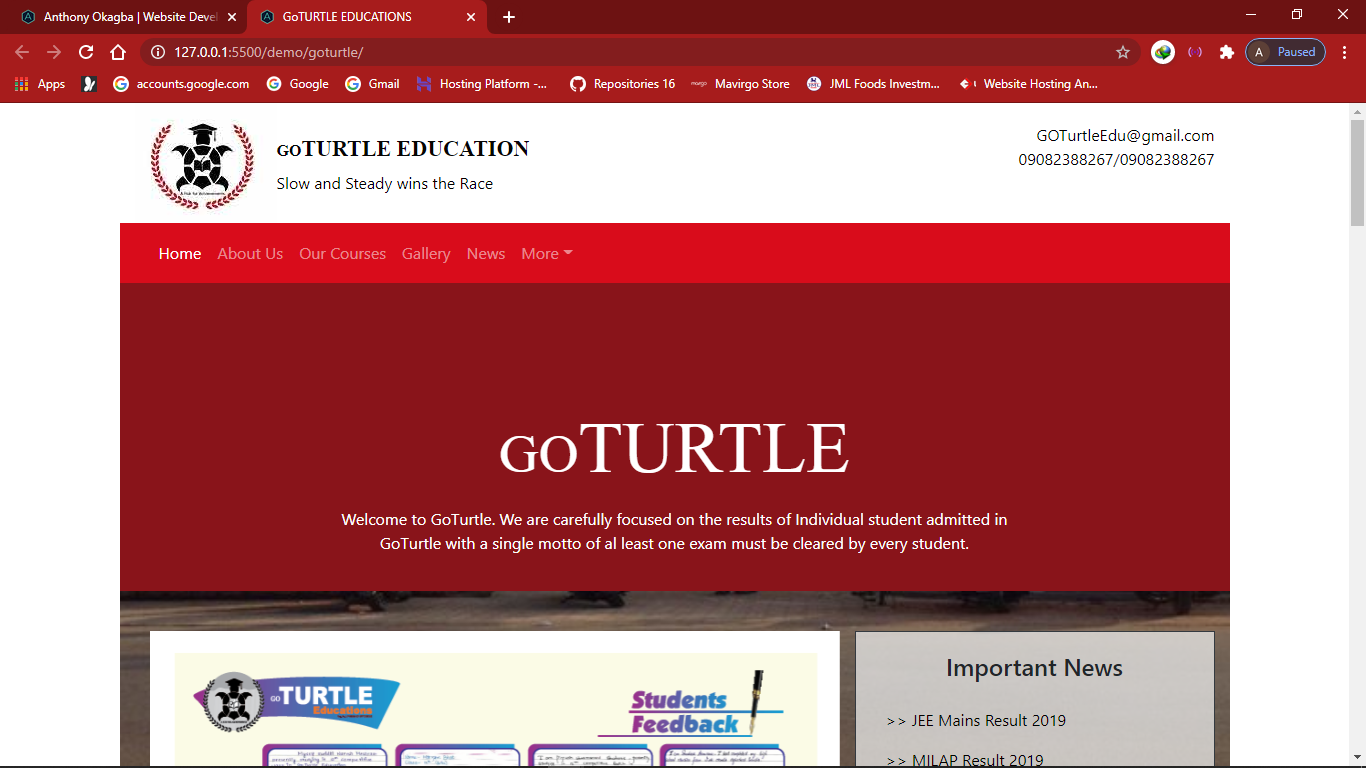 Anthony Okagba | Website Devel
GoTURTLE EDUCATIONS
127.0.0.1:5500/demo/goturtle/
A Paused
Apps
accounts.google.com
Google
Gmail
Hosting Platform -...
Repositories 16
Mavirgo Store
JML Foods Investm...
Website Hosting An...
GOTURTLE EDUCATION
Slow and Steady wins the Race
GOTurtleEdu@gmail.com
09082388267/09082388267
Home About Us Our Courses Gallery News More
GOTURTLE
Welcome to GoTurtle. We are carefully focused on the results of Individual student admitted in
GoTurtle with a single motto of al least one exam must be cleared by every student.
GO TURTLE
Educations
Students
Feedback
Important News
>> JEE Mains Result 2019
>> MILAP Result 2019